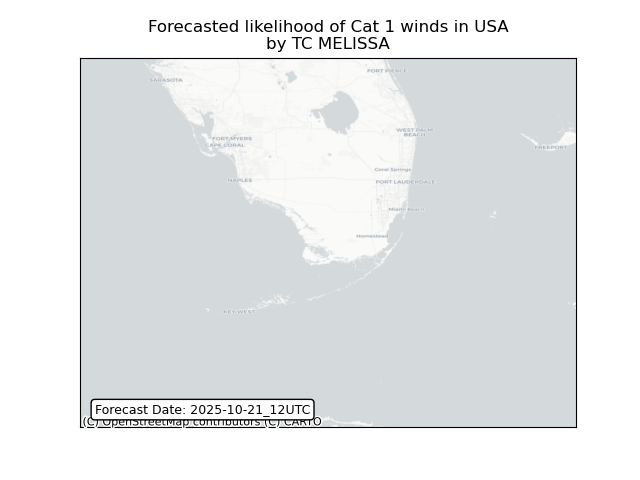 Forecasted likelihood of Cat 1 winds in USA
by TC MELISSA
SARASOTA
FORT PIERCE
WEST PALM
BEACH
FORT MYERS
CAPE CORAL
FREEPORT
Coral Springs
NAPLES
FORT LAUDERDALE
Miami Beach
Homestead
KEY WEST
Forecast Date: 2025-10-21_12UTC
(C) OpenStreetMap contributors (C) CARTO